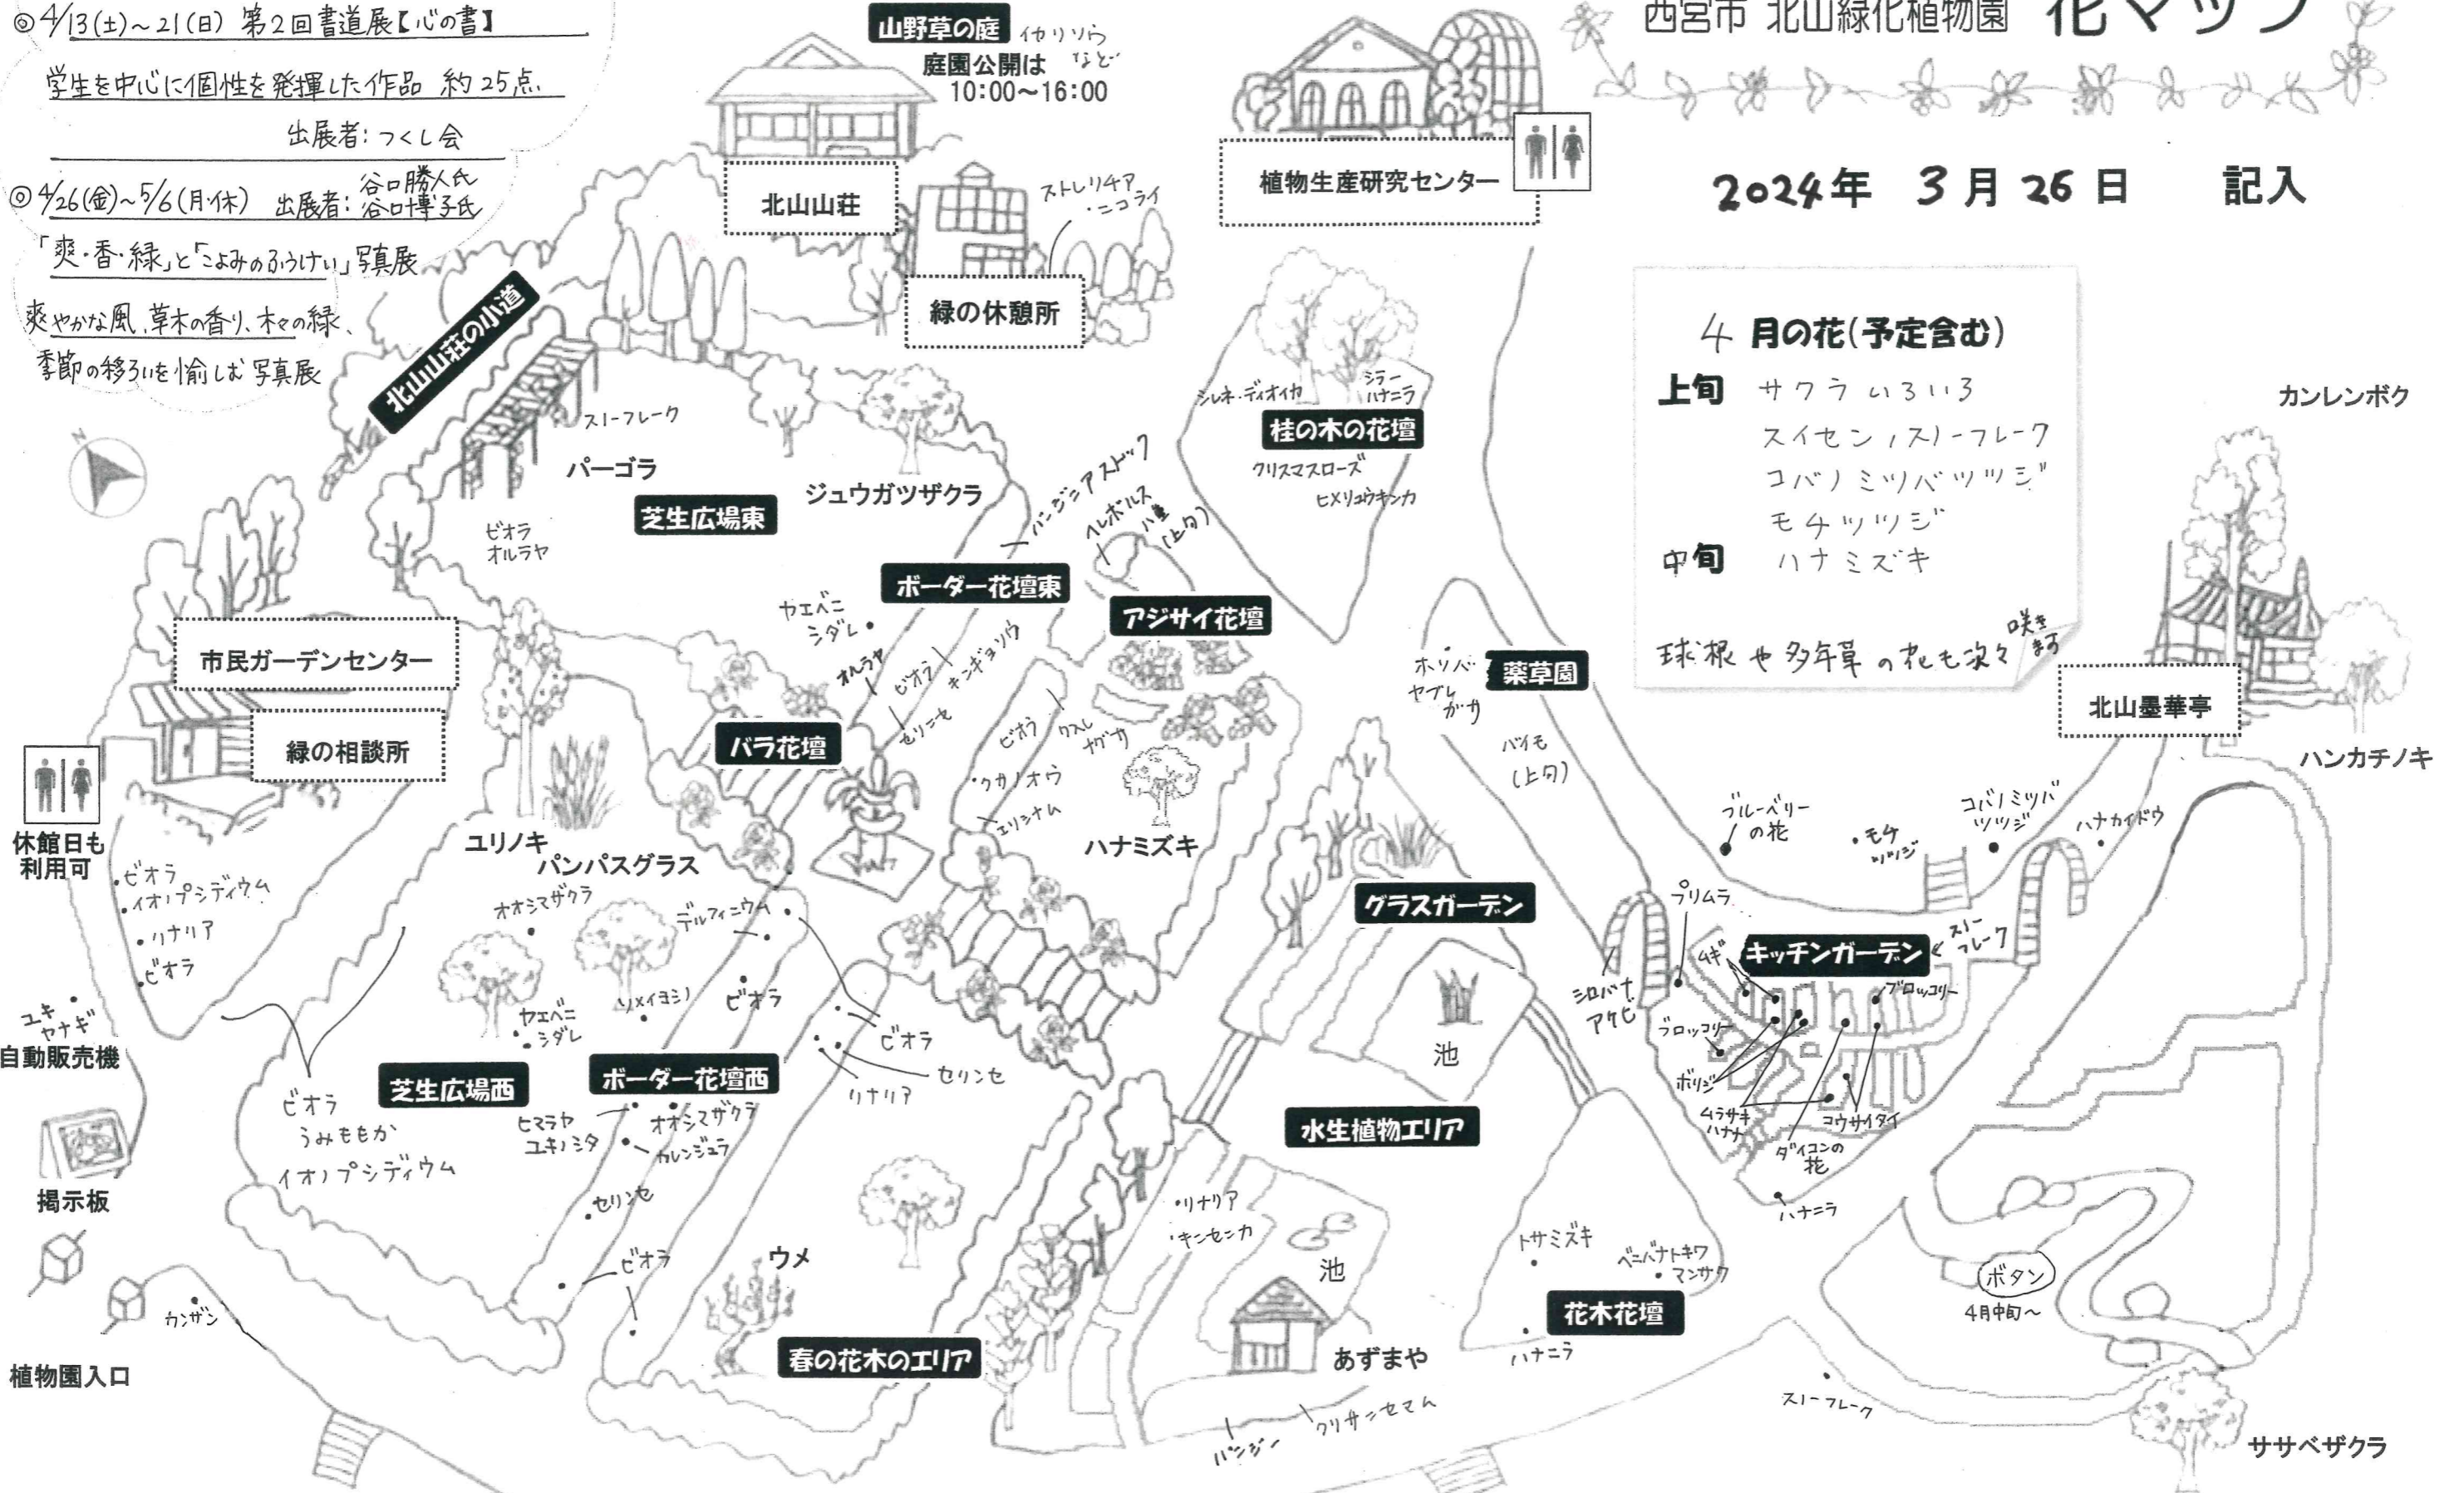 ◎4/13(土)~21(日) 第2回書道展【心の書】
学生を中心に個性を発揮した作品 約25点
出展者:つくし会
◎4/26(金)~5/6(月・休) 出展者:谷口勝人氏
谷口博子氏
「爽・香・緑」と「こよみのふうけい」写真展
爽やかな風、草木の香り、木々の緑、
季節の移ろいを愉しむ写真展
山野草の庭
イカリソウ
など
庭園公開は
10:00~16:00
西宮市 北山緑化植物園 花マップ
2024年 3月26日 記入
植物生産研究センター
北山山荘
ストレリチア
・ニコライ
緑の休憩所
北山山荘の小道
4月の花(予定含む)
上旬 サクラいろいろ
スイセン,スノーフレーク
コバノミツバツツジ
モチツツジ
中旬 ハナミズキ
球根や多年草の花も次々
咲き
ます
カンレンボク
シレネ・ディオイカ
シラー
ハナニラ
桂の木の花壇
クリスマスローズ
ヒメリュウキンカ
N
スノーフレーク
パーゴラ
芝生広場東
ジュウガツザクラ
ビオラ
オルラヤ
パンジー
ストック
ヘレボルス
八重
(上旬)
ボーダー花壇東
アジサイ花壇
ヤエベニ
シダレ
オルラヤ
ビオラ
キンギョソウ
セリンセ
市民ガーデンセンター
緑の相談所
バラ花壇
ビオラ
クサノオウ
エリシマム
ハナミズキ
ホソバ
ヤブレ
ガサ
薬草園
バイモ
(上旬)
北山墨華亭
ハンカチノキ
休館日も
利用可
ユリノキ
パンパスグラス
ブルーベリー
の花
モチ
ツツジ
コバノミツバ
ツツジ
ハナカイドウ
ビオラ
イオノプシディウム
リナリア
ビオラ
オオシマザクラ
デルフィニウム
グラスガーデン
プリムラ
ムギ
キッチンガーデン
スノー
フレーク
シロバナ
アケビ
ブロッコリー
ブロッコリー
ボリジ
ムラサキ
ハナナ
コウサイタイ
ダイコンの
花
ハナニラ
ユキ
ヤナギ
自動販売機
ヤエベニ
シダレ
ソメイヨシノ
ビオラ
ビオラ
セリンセ
リナリア
池
芝生広場西
ボーダー花壇西
ビオラ
うみももか
イオノプシディウム
ヒマラヤ
ユキノシタ
オオシマザクラ
カレンジュラ
セリンセ
ビオラ
水生植物エリア
掲示板
リナリア
キンセンカ
池
トサミズキ
ベニバナトキワ
マンサク
ボタン
4月中旬~
カンザン
ウメ
花木花壇
ハナニラ
植物園入口
春の花木のエリア
あずまや
パンジー
クリサンセマム
スノーフレーク
ササベザクラ